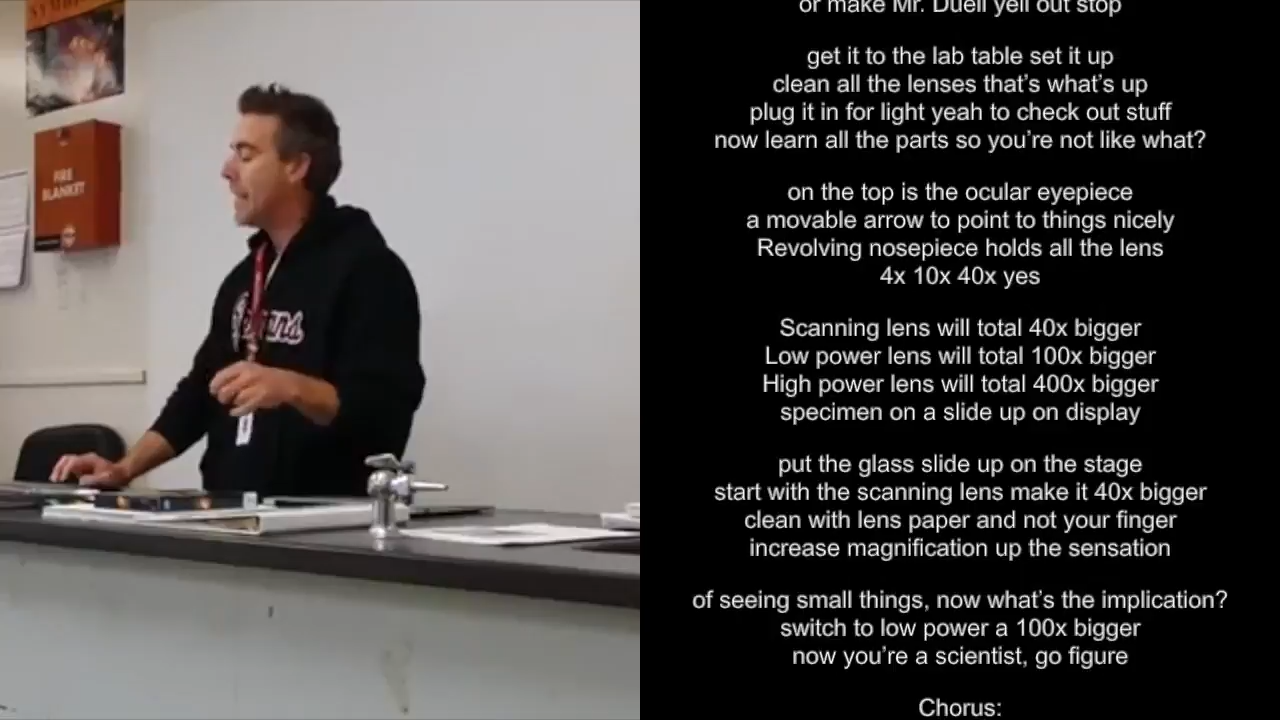 FIRE
BLANKET
or make Mr. Duell yell out stop
get it to the lab table set it up
clean all the lenses that’s what’s up
plug it in for light yeah to check out stuff
now learn all the parts so you’re not like what?
on the top is the ocular eyepiece
a movable arrow to point to things nicely
Revolving nosepiece holds all the lens
4x 10x 40x yes
Scanning lens will total 40x bigger
Low power lens will total 100x bigger
High power lens will total 400x bigger
specimen on a slide up on display
put the glass slide up on the stage
start with the scanning lens make it 40x bigger
clean with lens paper and not your finger
increase magnification up the sensation
of seeing small things, now what’s the implication?
switch to low power a 100x bigger
now you’re a scientist, go figure
Chorus: